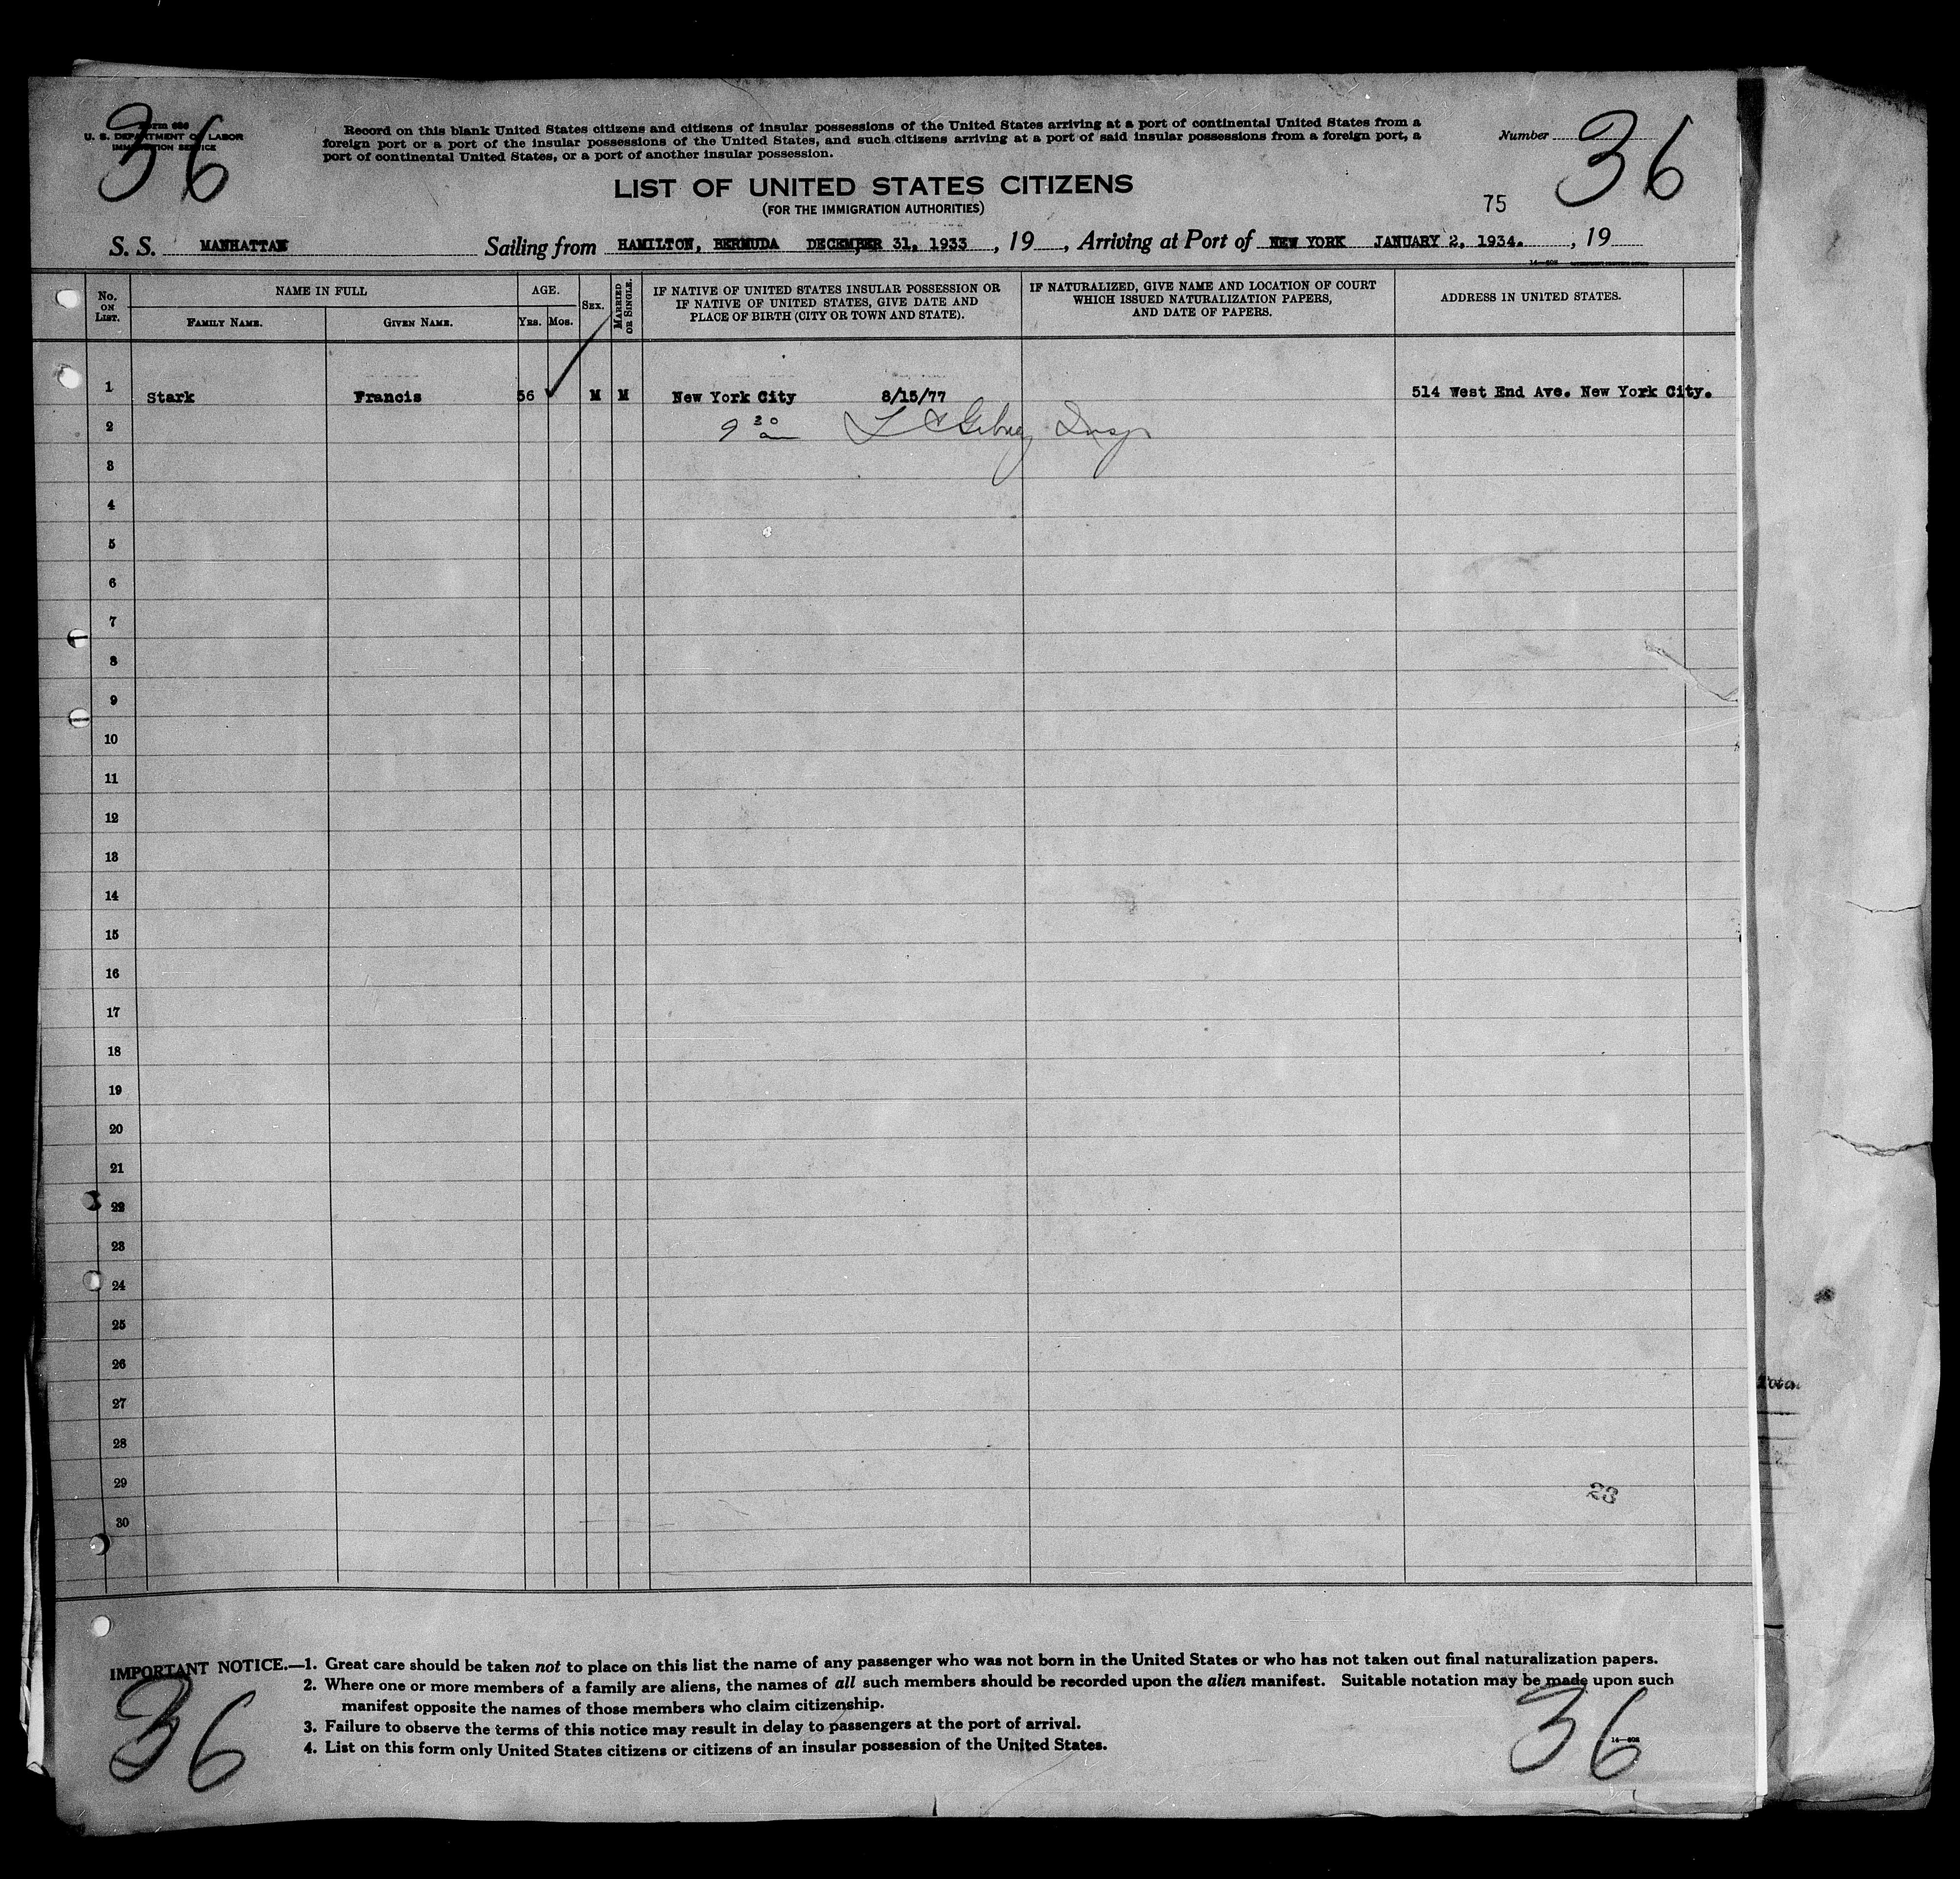 36
Form 686
U. S. DEPARTMENT OF LABOR
IMMIGRATION SERVICE
Record on this blank United States citizens and citizens of insular possessions of the United States arriving at a port of continental United States from a
foreign port or a port of the insular possessions of the United States, and such citizens arriving at a port of said insular possessions from a foreign port, a
port of continental United States, or a port of another insular possession.
Number 36
LIST OF UNITED STATES CITIZENS
(FOR THE IMMIGRATION AUTHORITIES)
75
S. S. MANHATTAN Sailing from HAMILTON, BERMUDA DECEMBER 31, 1933 , 19 , Arriving at Port of NEW YORK JANUARY 2, 1934. , 19
No. ON LIST.
NAME IN FULL
FAMILY NAME. GIVEN NAME.
AGE.
YRS. MOS.
SEX.
MARRIED OR SINGLE.
IF NATIVE OF UNITED STATES INSULAR POSSESSION OR
IF NATIVE OF UNITED STATES, GIVE DATE AND
PLACE OF BIRTH (CITY OR TOWN AND STATE).
IF NATURALIZED, GIVE NAME AND LOCATION OF COURT
WHICH ISSUED NATURALIZATION PAPERS,
AND DATE OF PAPERS.
ADDRESS IN UNITED STATES.
1 Stark Francis 56 M M New York City 8/15/77 514 West End Ave. New York City.
2 9 30 am
3
4
5
6
7
8
9
10
11
12
13
14
15
16
17
18
19
20
21
22
23
24
25
26
27
28
29
23
30
IMPORTANT NOTICE.—1. Great care should be taken not to place on this list the name of any passenger who was not born in the United States or who has not taken out final naturalization papers.
2. Where one or more members of a family are aliens, the names of all such members should be recorded upon the alien manifest. Suitable notation may be made upon such
manifest opposite the names of those members who claim citizenship.
3. Failure to observe the terms of this notice may result in delay to passengers at the port of arrival.
4. List on this form only United States citizens or citizens of an insular possession of the United States.
36
36